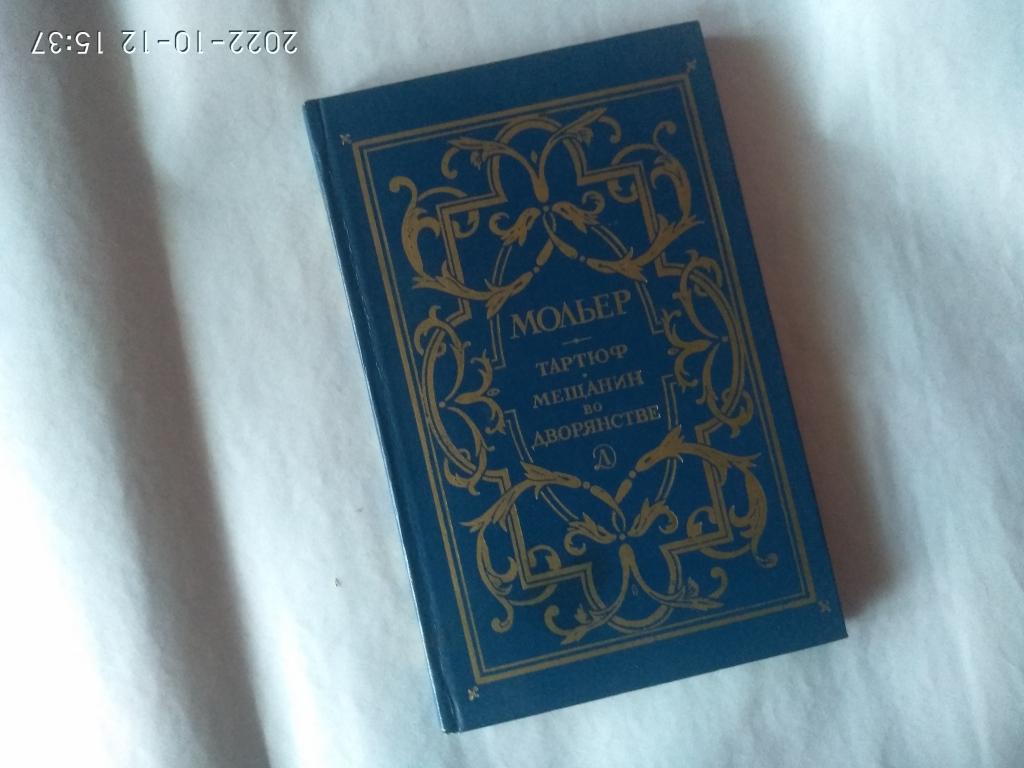 2022-10-12 15:37
МОЛЬЕР
ТАРТЮФ
МЕЩАНИН
ВО
ДВОРЯНСТВЕ
Д